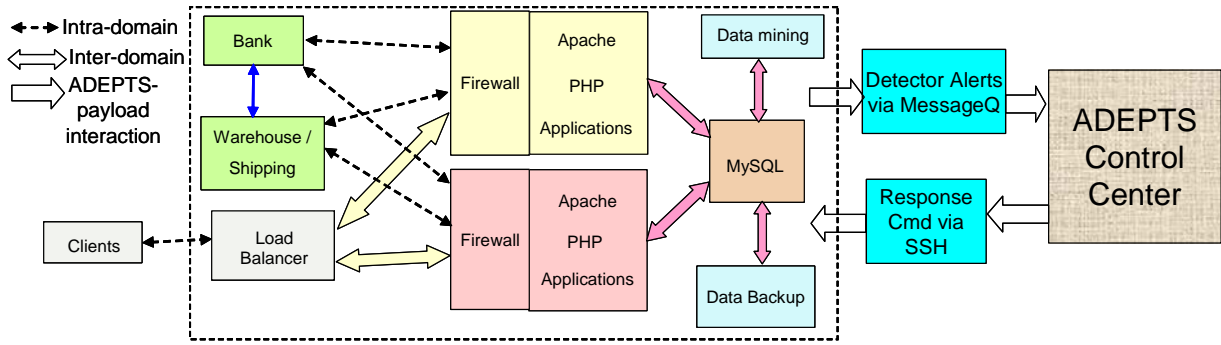 Intra-domain
Inter-domain
ADEPTS-
payload
interaction
Bank
Warehouse /
Shipping
Clients
Load
Balancer
Firewall
Apache
PHP
Applications
Firewall
Apache
PHP
Applications
Data mining
MySQL
Data Backup
Detector Alerts
via MessageQ
Response
Cmd via
SSH
ADEPTS
Control
Center